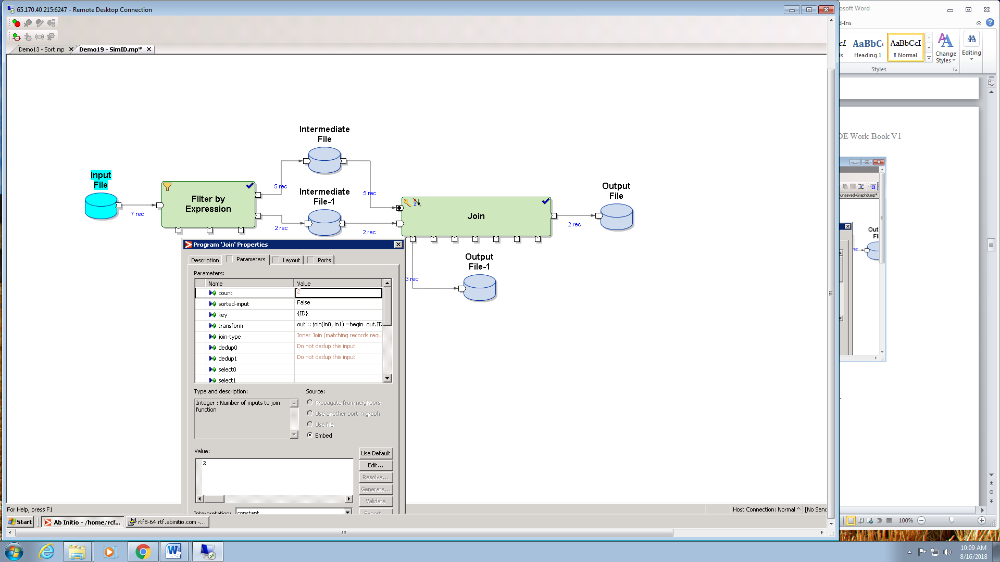 65.170.40.215:6247 - Remote Desktop Connection
osoft Word
d-Ins
AaBbC
AaBbCcI
Heading 1
¶ Normal
Change
Styles
Editing
Styles
Demo13 - Sort.mp
Demo19 - SimID.mp*
DE Work Book V1
Intermediate
File
Input
File
Filter by
Expression
7 rec
5 rec
2 rec
Intermediate
File-1
5 rec
2 rec
Join
2 rec
Output
File
3 rec
Output
File-1
unsaved-Graph8.mp*
Program 'Join' Properties
Description
Parameters
Layout
Ports
Parameters:
Name Value
count 2
sorted-input False
key {ID}
transform out :: join(in0, in1) =begin out.ID
join-type Inner Join (matching records requi
dedup0 Do not dedup this input
dedup1 Do not dedup this input
select0
select1
Type and description:
Integer : Number of inputs to join
function
Source:
Propagate from neighbors
Use another port in graph
Use file
Embed
Value:
2
Use Default
Edit...
Resolve...
Generate...
Validate
Export...
Interpretation: constant
For Help, press F1
Host Connection: Normal ^
[No Sand
Start
Ab Initio - /home/rcf...
rtf8-64.rtf.abinitio.com -...
100%
10:09 AM
8/16/2018